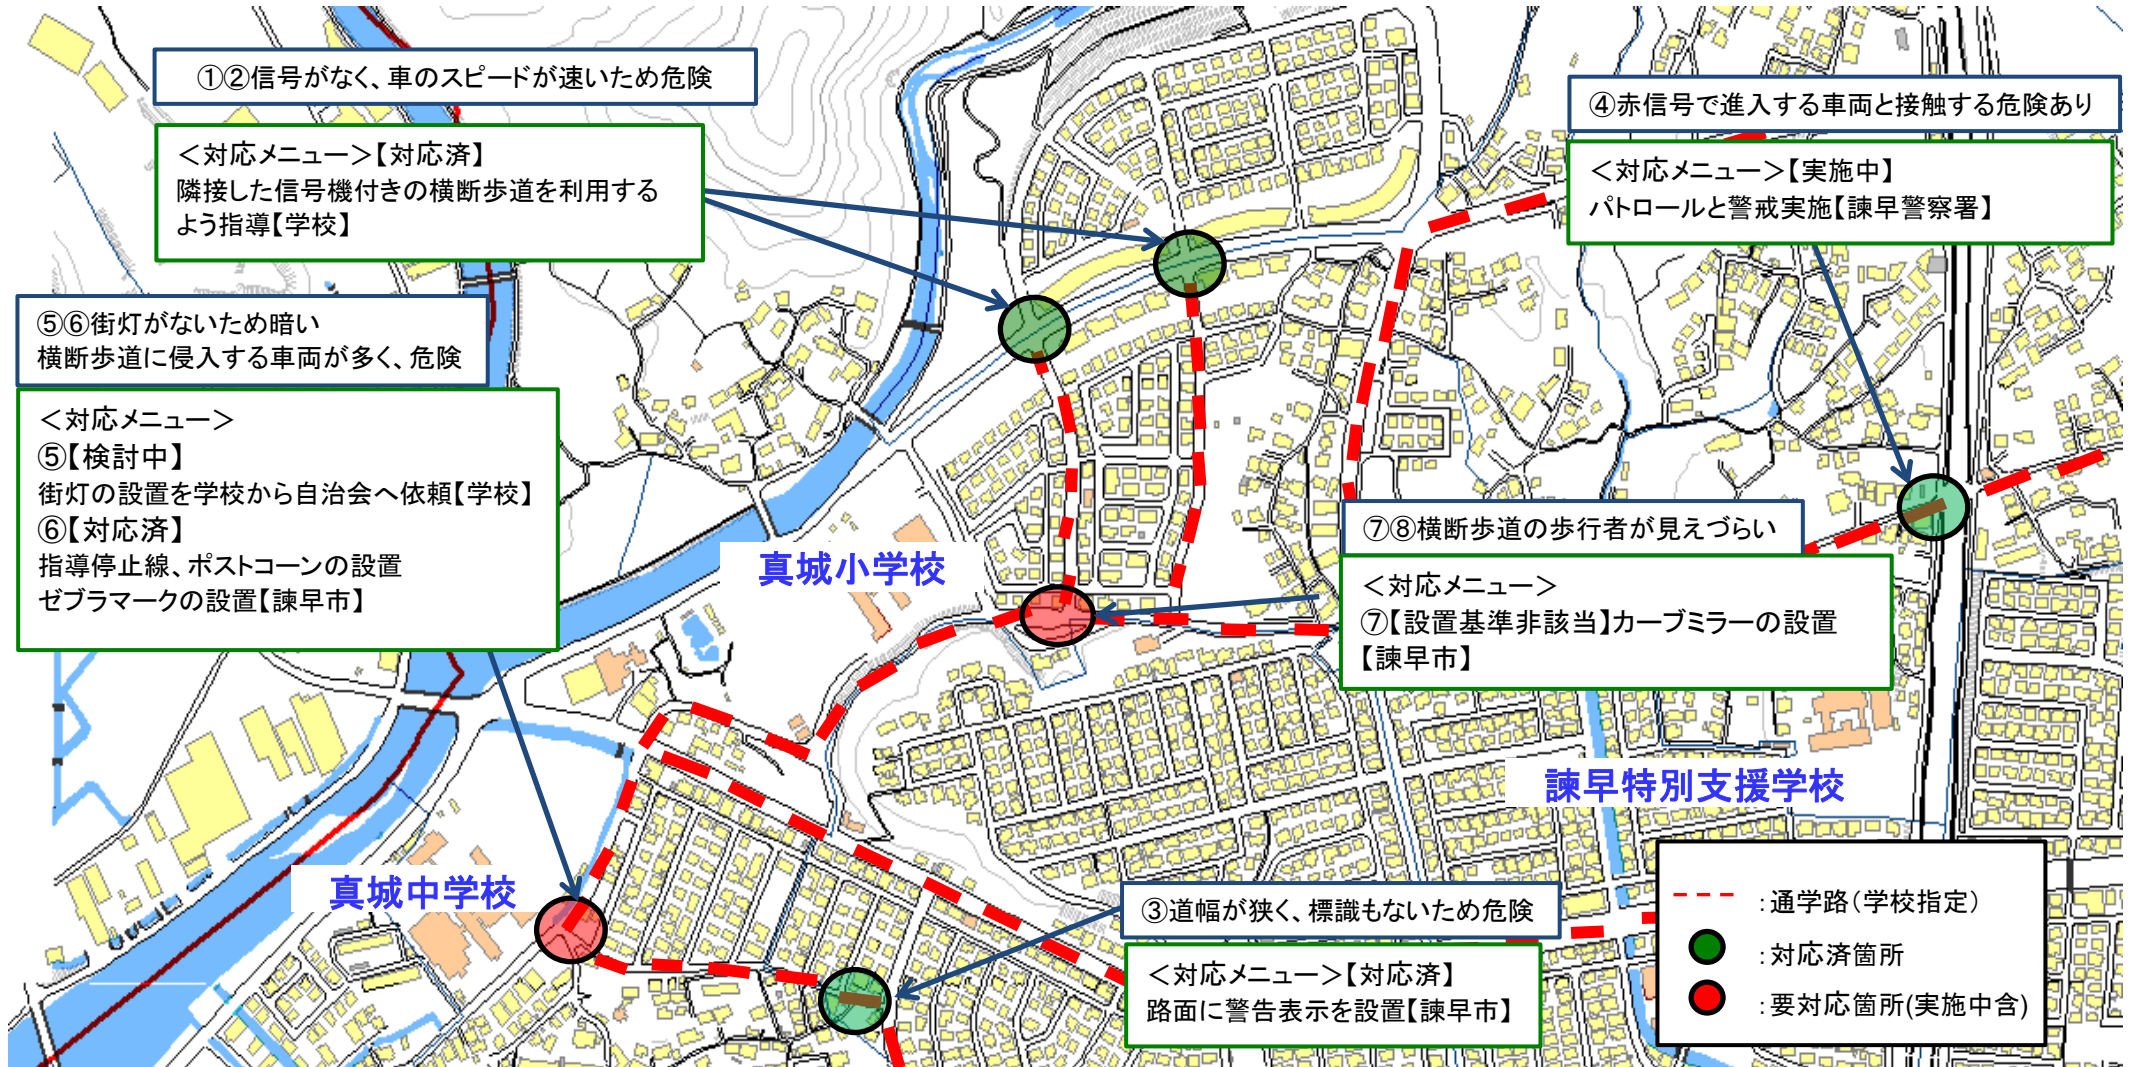 ①②信号がなく、車のスピードが速いため危険
＜対応メニュー＞【対応済】
隣接した信号機付きの横断歩道を利用する
よう指導【学校】
④赤信号で進入する車両と接触する危険あり
＜対応メニュー＞【実施中】
パトロールと警戒実施【諫早警察署】
⑤⑥街灯がないため暗い
横断歩道に侵入する車両が多く、危険
＜対応メニュー＞
⑤【検討中】
街灯の設置を学校から自治会へ依頼【学校】
⑥【対応済】
指導停止線、ポストコーンの設置
ゼブラマークの設置【諫早市】
⑦⑧横断歩道の歩行者が見えづらい
＜対応メニュー＞
⑦【設置基準非該当】カーブミラーの設置
【諫早市】
真城小学校
諫早特別支援学校
真城中学校
③道幅が狭く、標識もないため危険
＜対応メニュー＞【対応済】
路面に警告表示を設置【諫早市】
：通学路（学校指定）
：対応済箇所
：要対応箇所(実施中含)